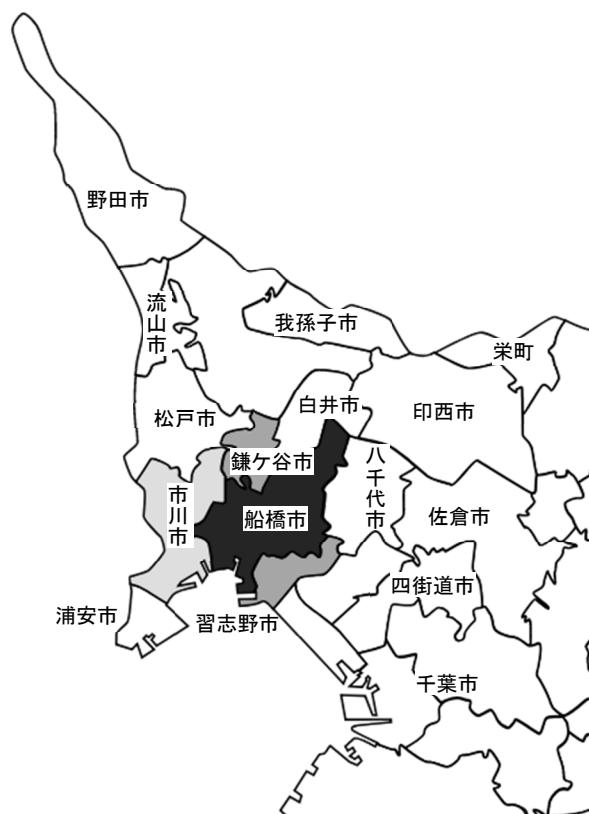 野田市
流山市
我孫子市
栄町
松戸市
白井市
印西市
鎌ケ谷市
市川市
船橋市
八千代市
佐倉市
四街道市
浦安市
習志野市
千葉市